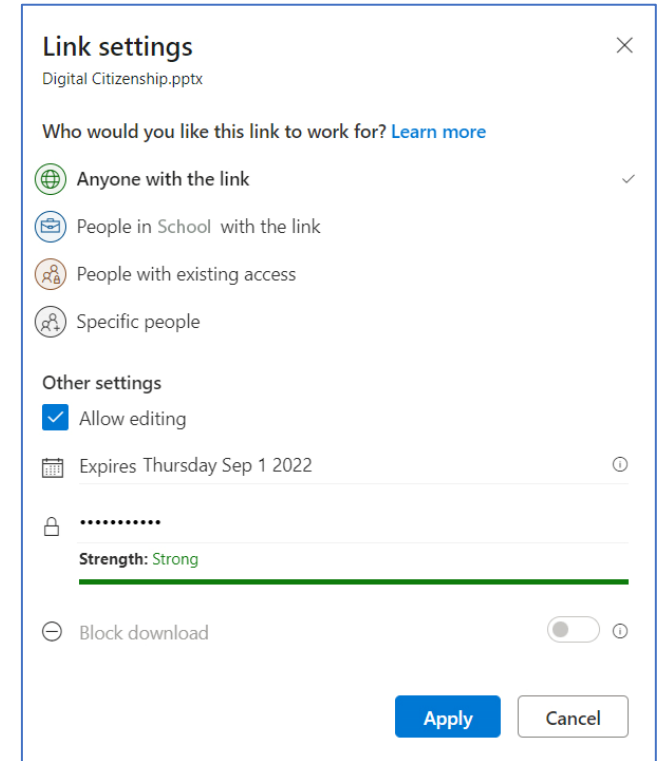 Link settings
Digital Citizenship.pptx
Who would you like this link to work for? Learn more
Anyone with the link
People in School with the link
People with existing access
Specific people
Other settings
Allow editing
Expires Thursday Sep 1 2022
•••••••••••
Strength: Strong
Block download
Apply Cancel